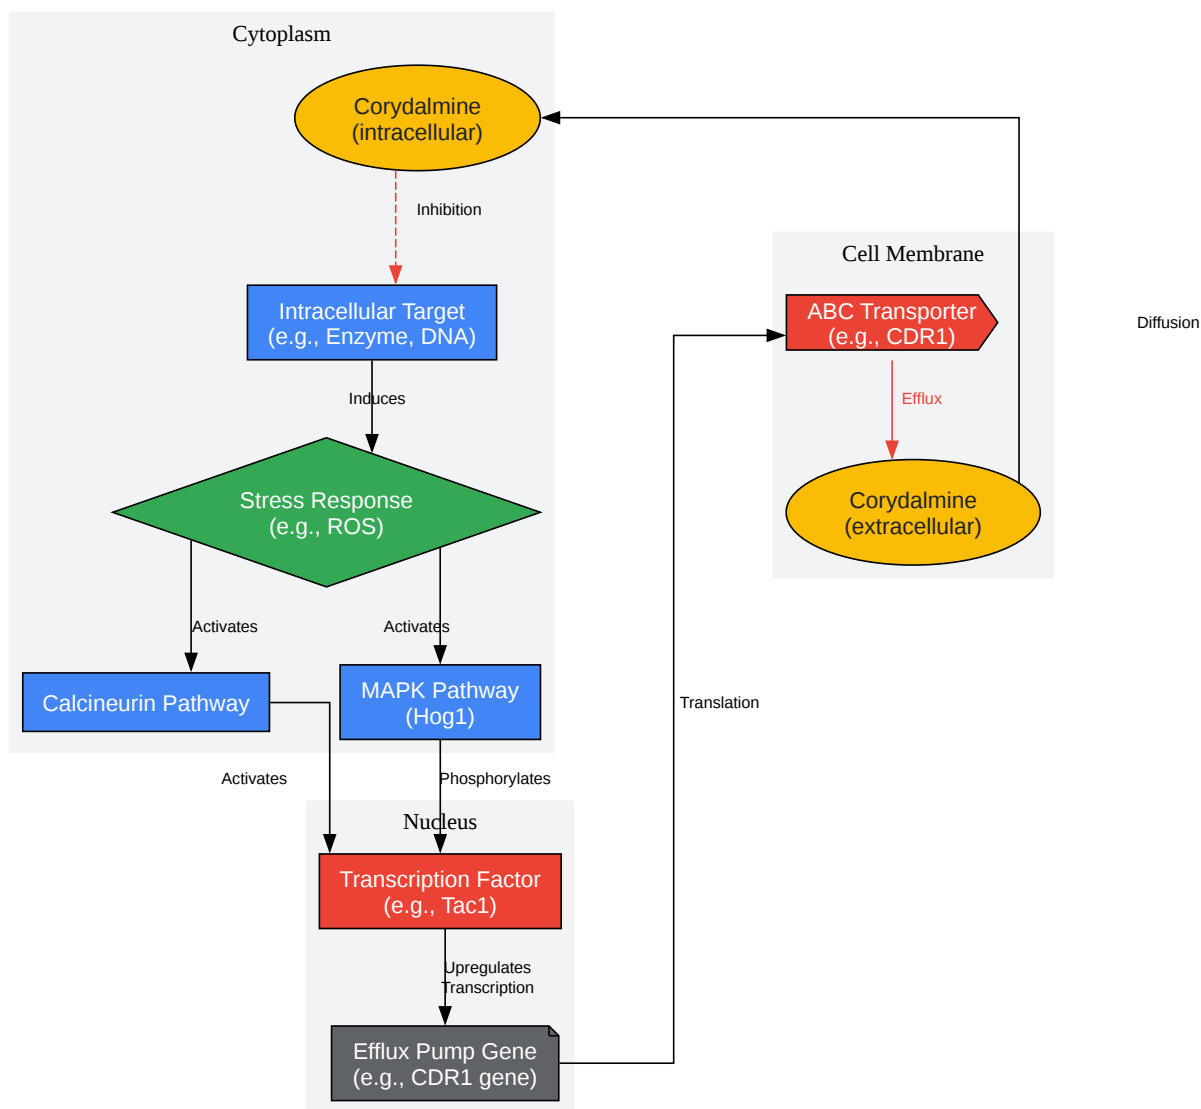 Cytoplasm
Corydalmine
(intracellular)
Inhibition
Cell Membrane
Intracellular Target
(e.g., Enzyme, DNA)
ABC Transporter
(e.g., CDR1)
Diffusion
Induces
Efflux
Stress Response
(e.g., ROS)
Corydalmine
(extracellular)
Activates
Activates
Calcineurin Pathway
MAPK Pathway
(Hog1)
Translation
Activates
Phosphorylates
Nucleus
Transcription Factor
(e.g., Tac1)
Upregulates
Transcription
Efflux Pump Gene
(e.g., CDR1 gene)